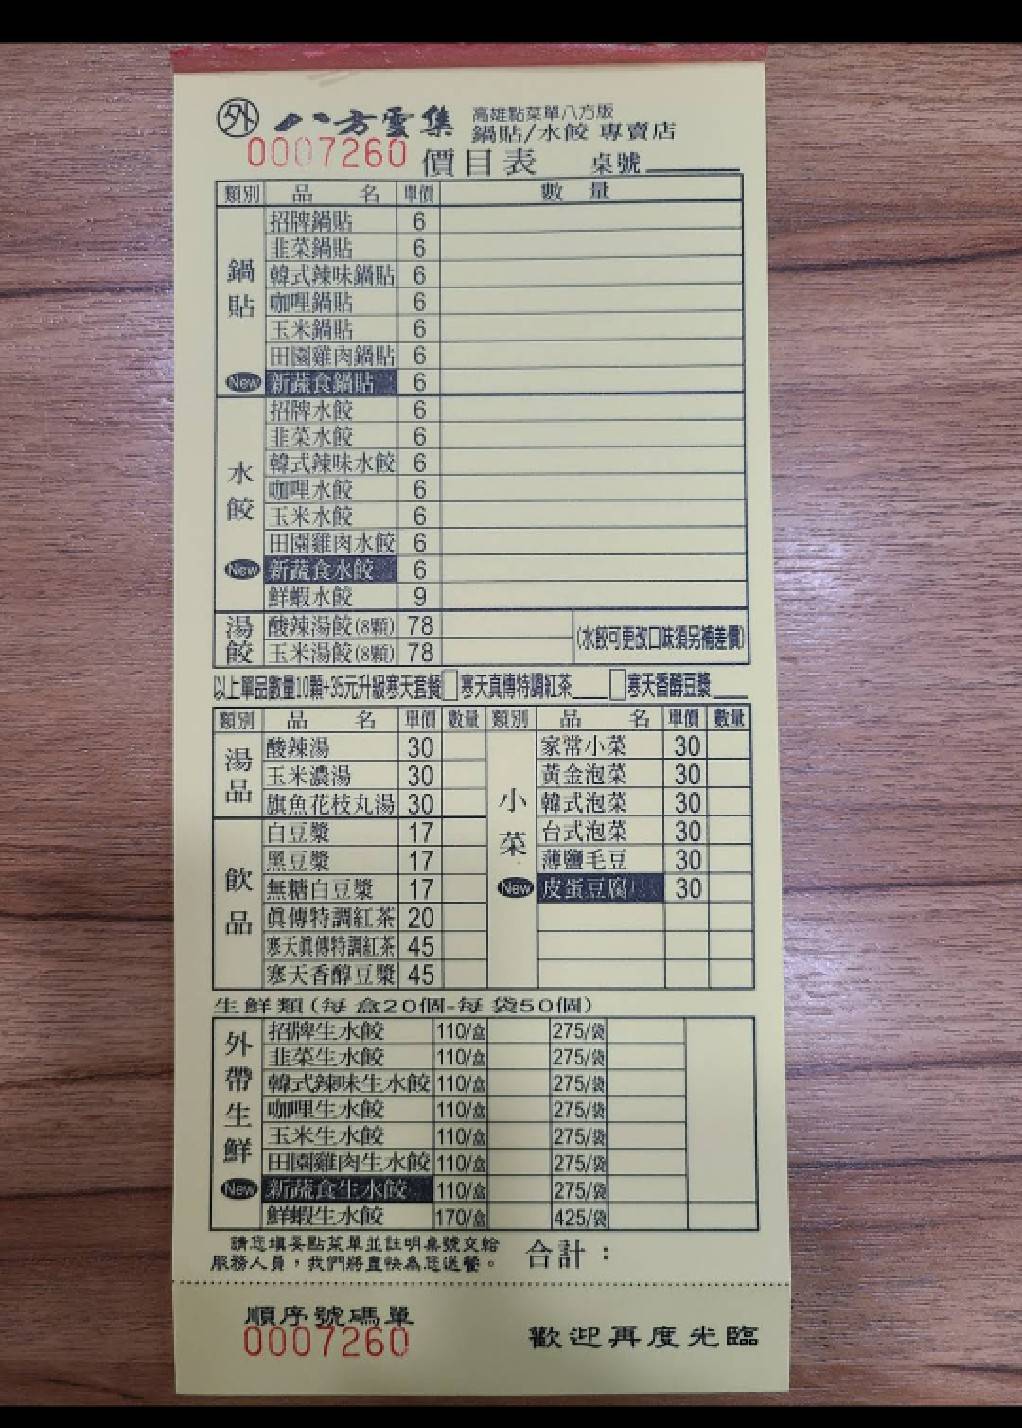 外 八方雲集 高雄點菜單八方版
鍋貼/水餃 專賣店
0007260 價目表 桌號
類別 品名 單價 數量
鍋貼
招牌鍋貼 6
韭菜鍋貼 6
韓式辣味鍋貼 6
咖哩鍋貼 6
玉米鍋貼 6
田園雞肉鍋貼 6
New 新蔬食鍋貼 6
水餃
招牌水餃 6
韭菜水餃 6
韓式辣味水餃 6
咖哩水餃 6
玉米水餃 6
田園雞肉水餃 6
New 新蔬食水餃 6
鮮蝦水餃 9
湯餃
酸辣湯餃(8顆) 78
玉米湯餃(8顆) 78
(水餃可更改口味須另補差價)
以上單品數量10顆+35元升級寒天套餐 寒天真傳特調紅茶 寒天香醇豆漿
類別 品名 單價 數量 類別 品名 單價 數量
湯品
酸辣湯 30
玉米濃湯 30
旗魚花枝丸湯 30
飲品
白豆漿 17
黑豆漿 17
無糖白豆漿 17
真傳特調紅茶 20
寒天真傳特調紅茶 45
寒天香醇豆漿 45
小菜
家常小菜 30
黃金泡菜 30
韓式泡菜 30
台式泡菜 30
薄鹽毛豆 30
New 皮蛋豆腐 30
生鮮類(每盒20個-每袋50個)
外帶生鮮
招牌生水餃 110/盒 275/袋
韭菜生水餃 110/盒 275/袋
韓式辣味生水餃 110/盒 275/袋
咖哩生水餃 110/盒 275/袋
玉米生水餃 110/盒 275/袋
田園雞肉生水餃 110/盒 275/袋
New 新蔬食生水餃 110/盒 275/袋
鮮蝦生水餃 170/盒 425/袋
請您填妥點菜單並註明桌號交給
服務人員，我們將盡快為您送餐。
合計：
順序號碼單
0007260
歡迎再度光臨